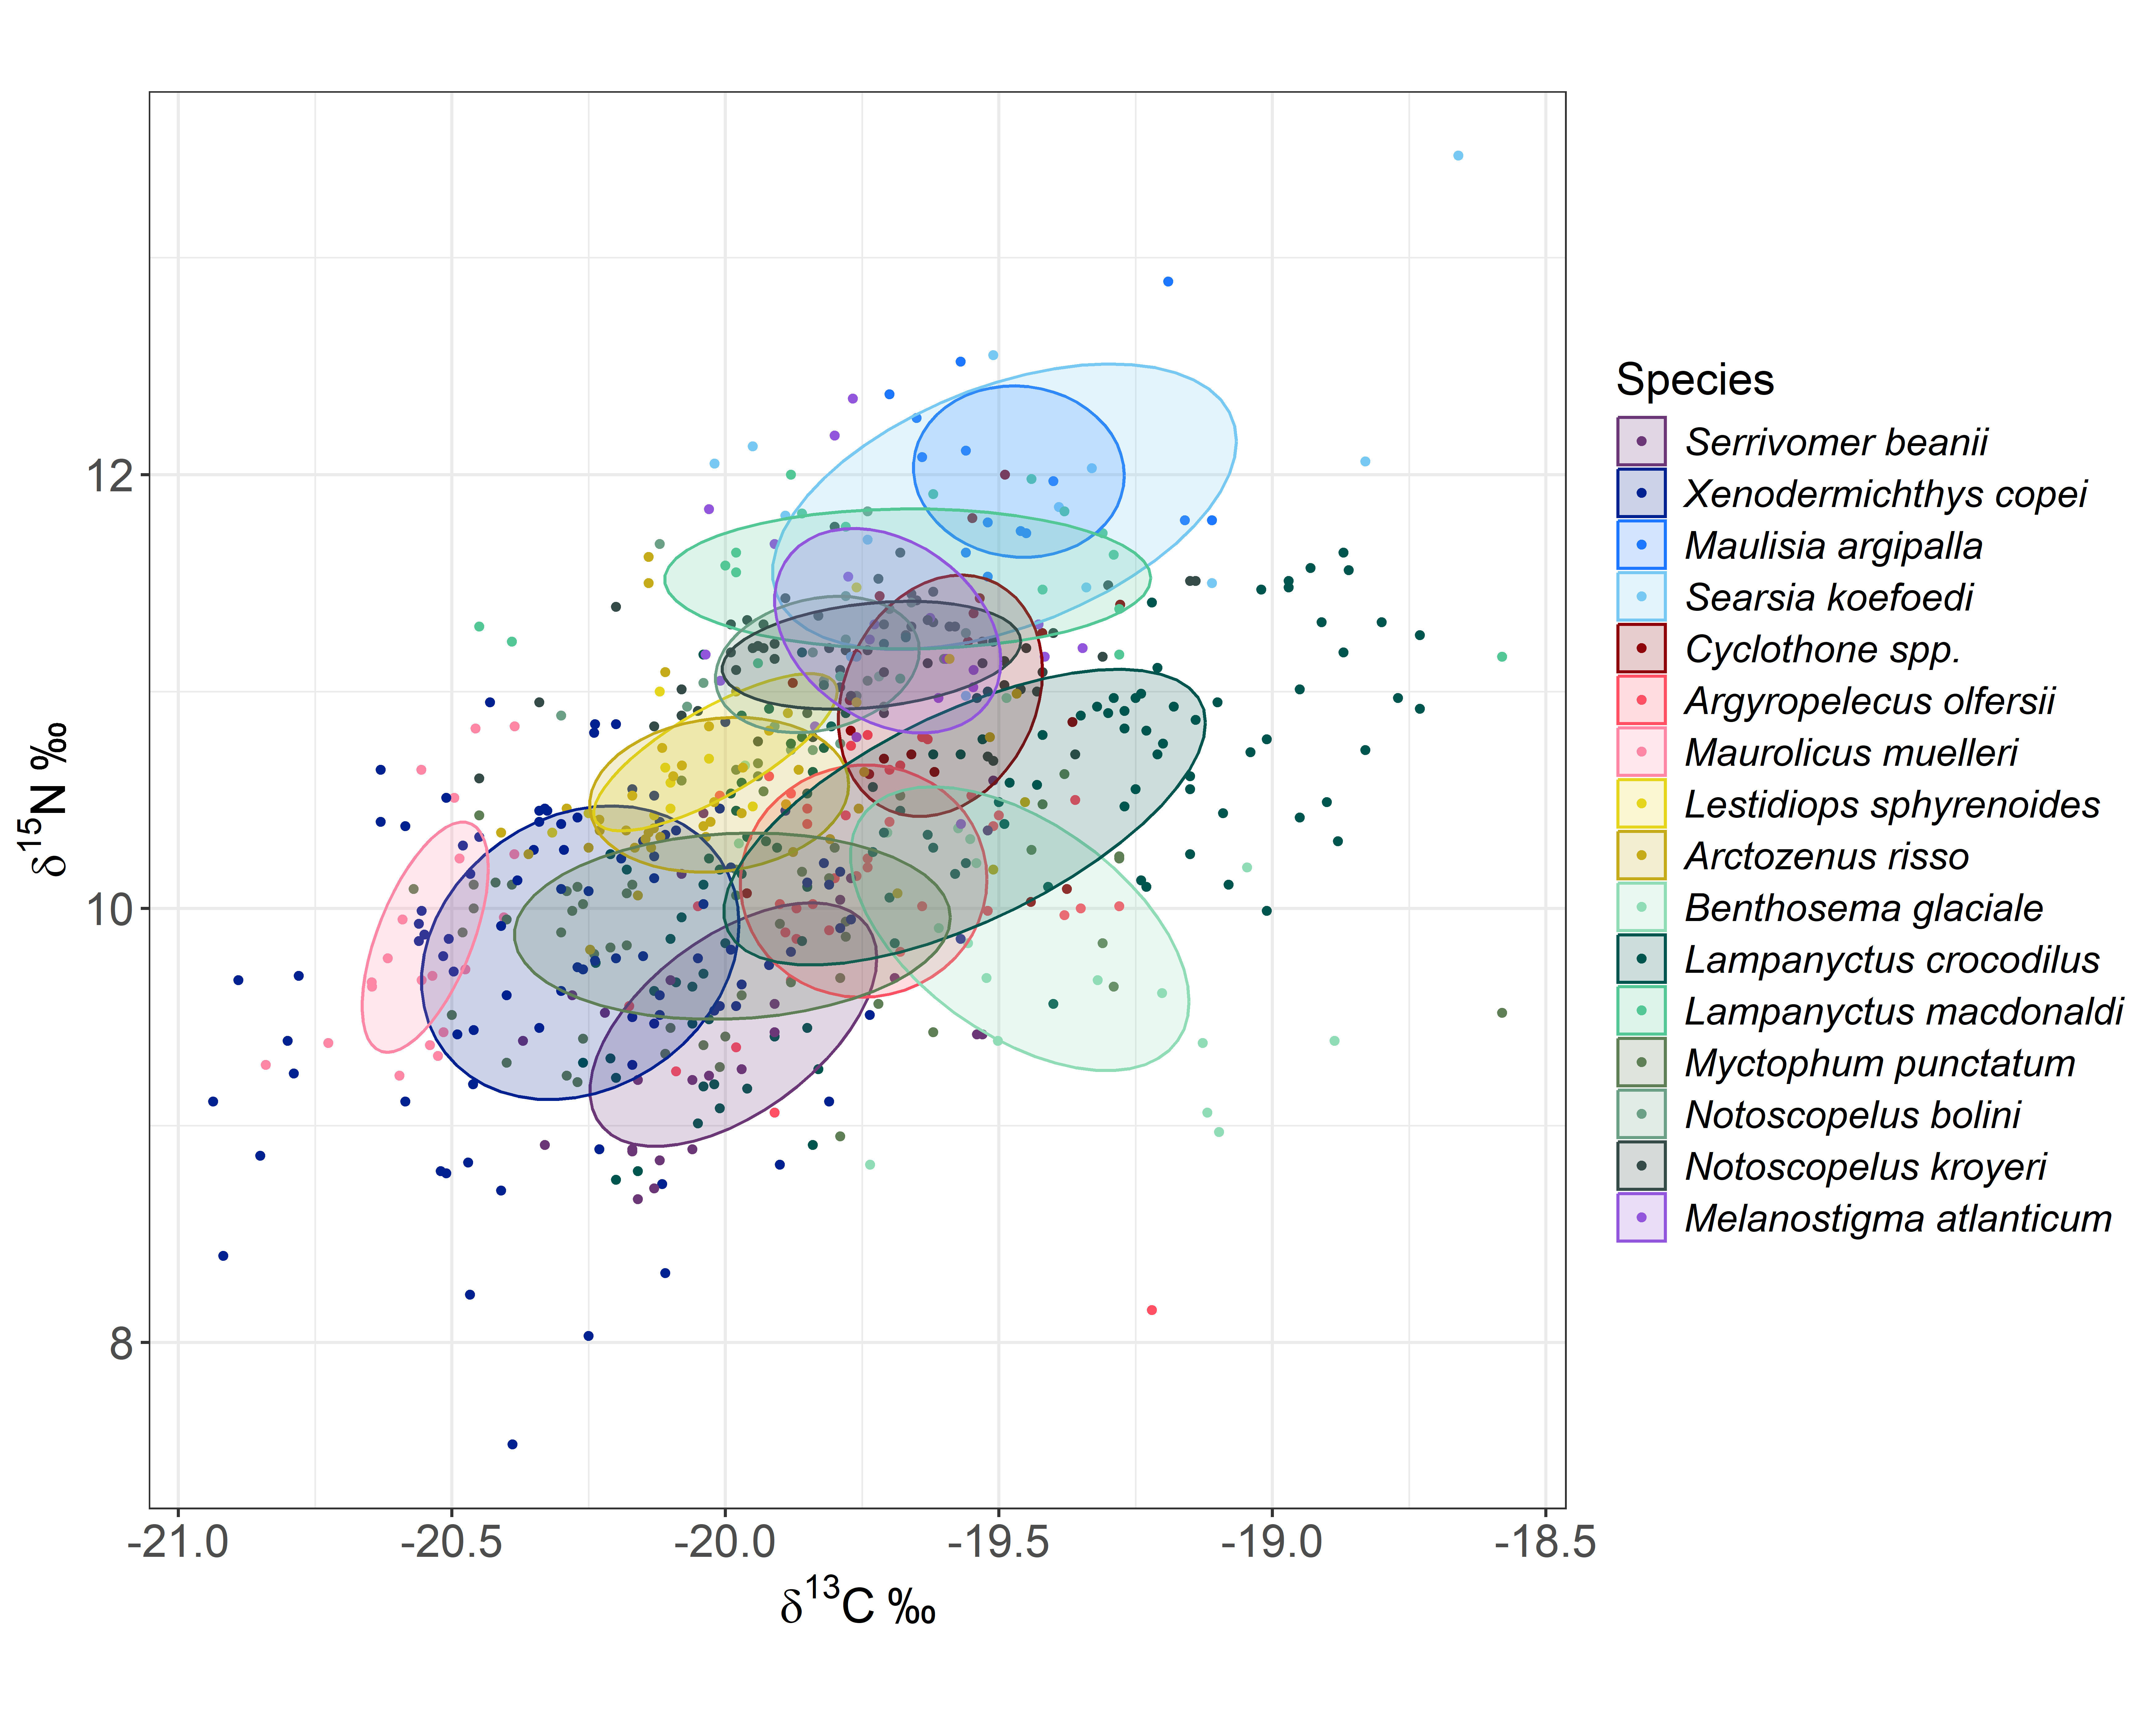 12
10
8
δ15N ‰
-21.0 -20.5 -20.0 -19.5 -19.0 -18.5
δ13C ‰
Species
Serrivomer beanii
Xenodermichthys copei
Maulisia argipalla
Searsia koefoedi
Cyclothone spp.
Argyropelecus olfersii
Maurolicus muelleri
Lestidiops sphyrenoides
Arctozenus risso
Benthosema glaciale
Lampanyctus crocodilus
Lampanyctus macdonaldi
Myctophum punctatum
Notoscopelus bolini
Notoscopelus kroyeri
Melanostigma atlanticum